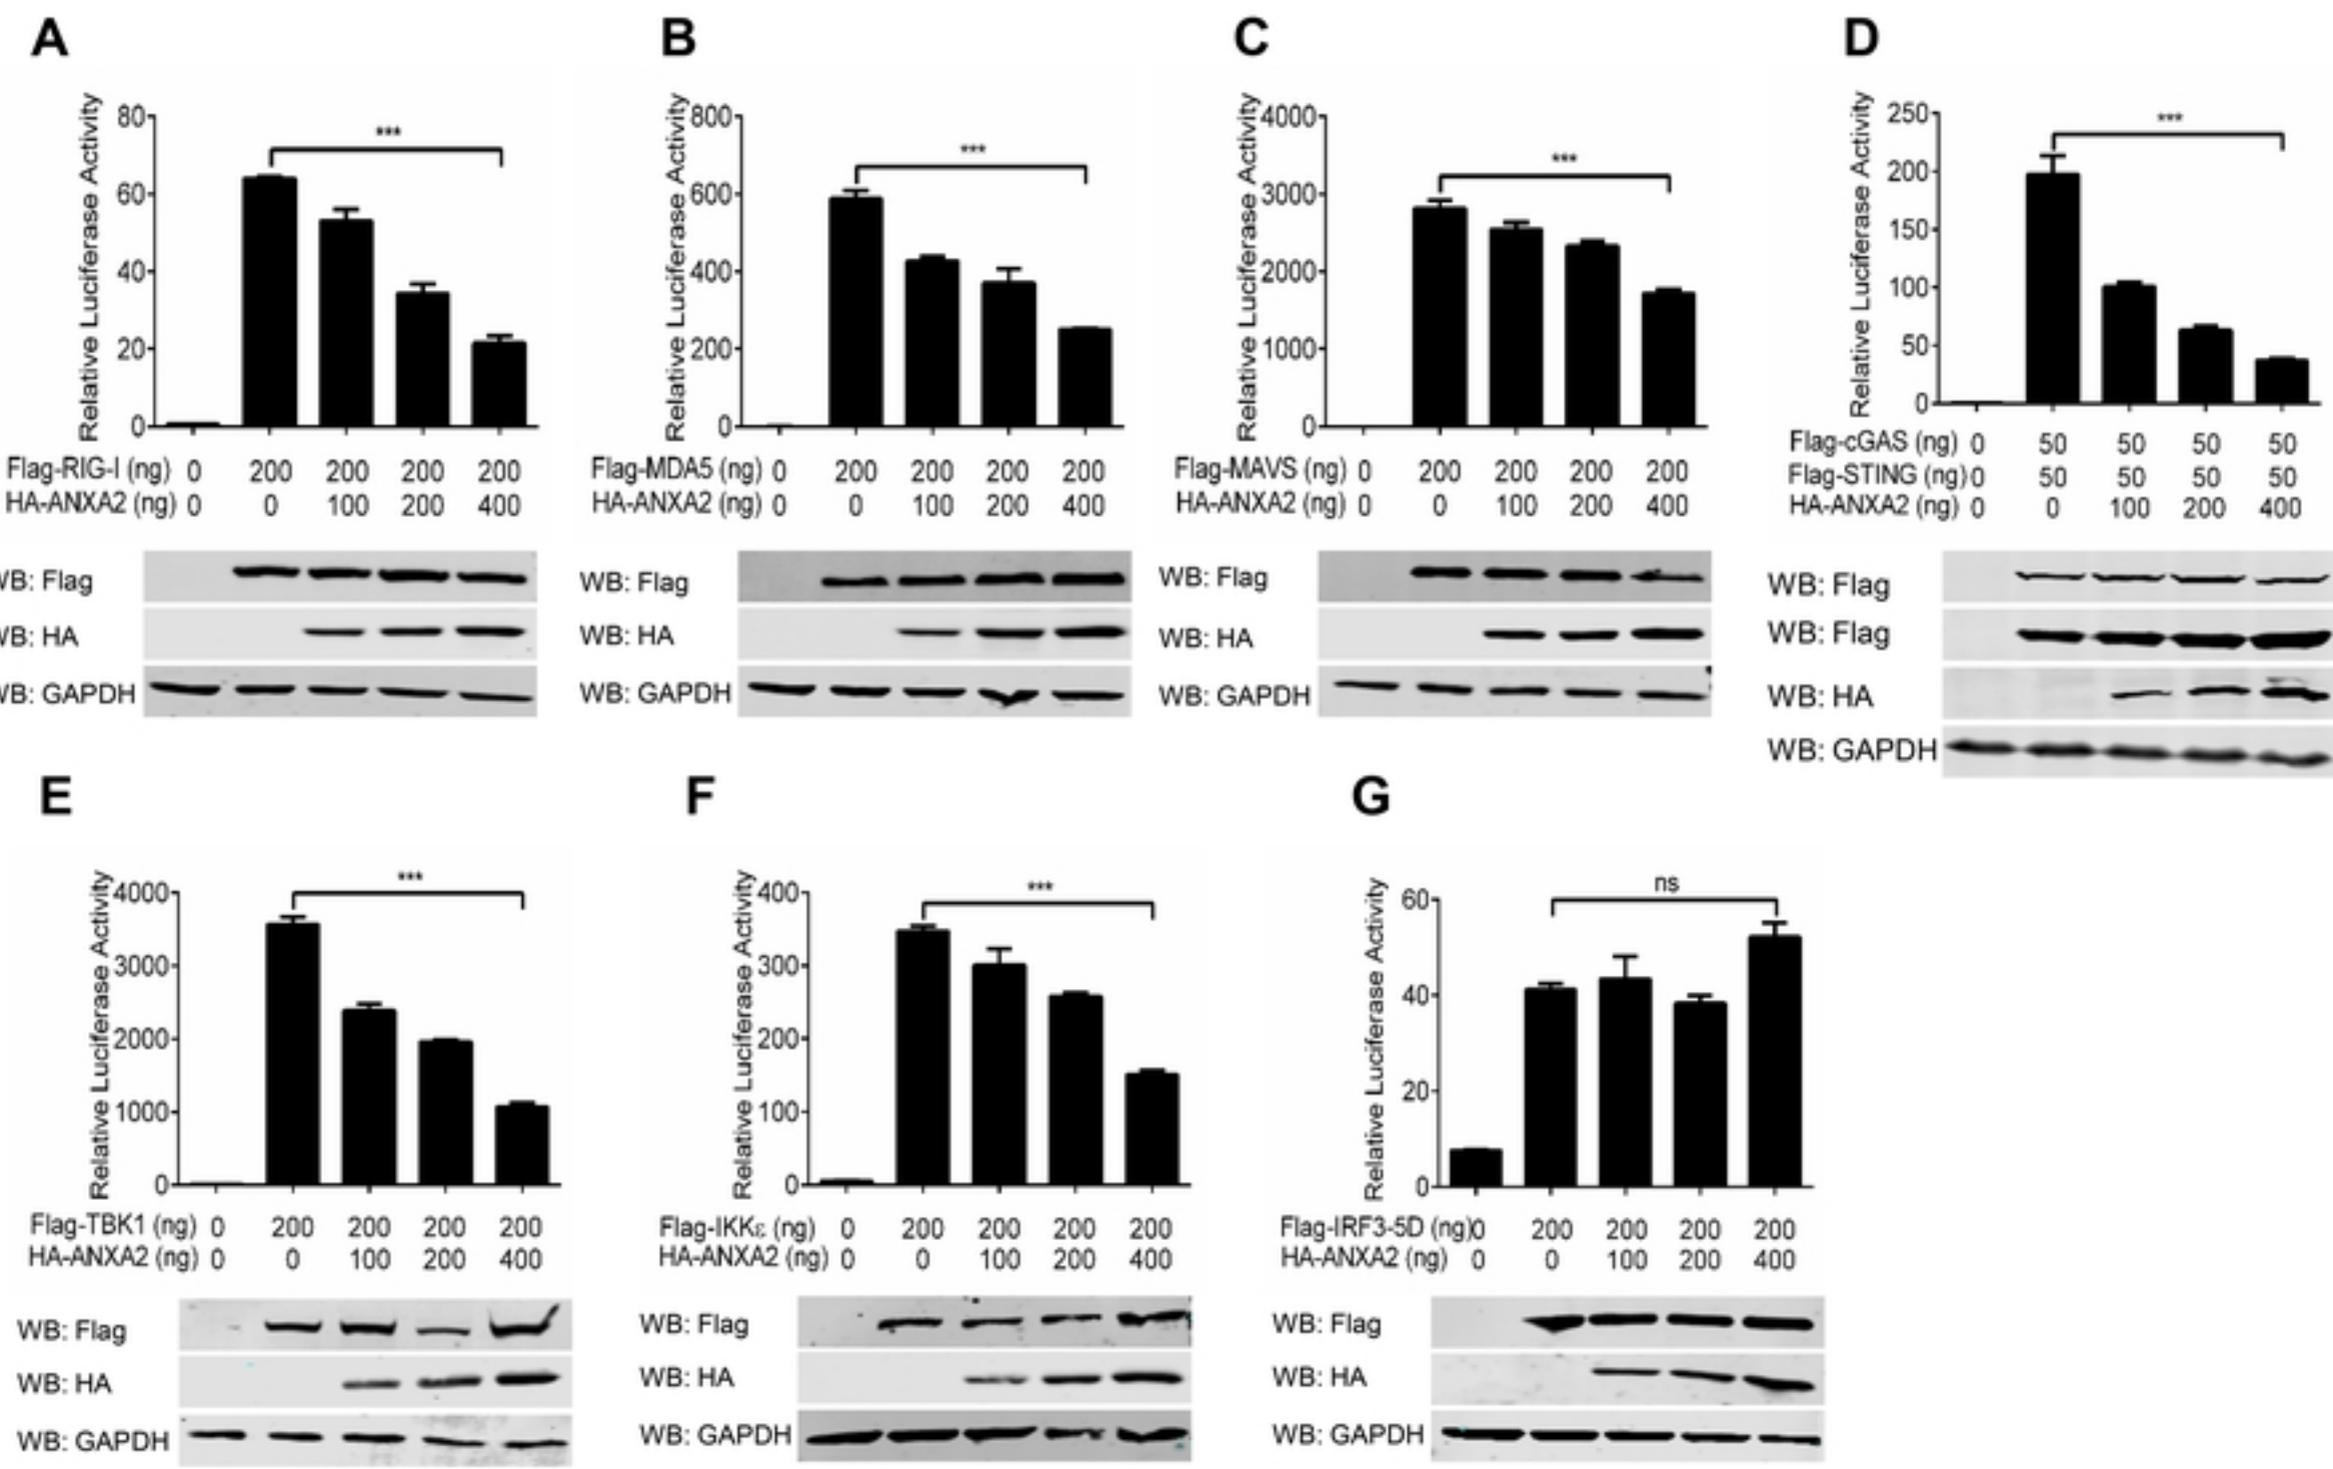 A
Relative Luciferase Activity
80
60
40
20
0
***
Flag-RIG-I (ng) 0 200 200 200 200
HA-ANXA2 (ng) 0 0 100 200 400
WB: Flag
WB: HA
WB: GAPDH
B
Relative Luciferase Activity
800
600
400
200
0
***
Flag-MDA5 (ng) 0 200 200 200 200
HA-ANXA2 (ng) 0 0 100 200 400
WB: Flag
WB: HA
WB: GAPDH
C
Relative Luciferase Activity
4000
3000
2000
1000
0
***
Flag-MAVS (ng) 0 200 200 200 200
HA-ANXA2 (ng) 0 0 100 200 400
WB: Flag
WB: HA
WB: GAPDH
D
Relative Luciferase Activity
250
200
150
100
50
0
***
Flag-cGAS (ng) 0 50 50 50 50
Flag-STING (ng) 0 50 50 50 50
HA-ANXA2 (ng) 0 0 100 200 400
WB: Flag
WB: Flag
WB: HA
WB: GAPDH
E
Relative Luciferase Activity
4000
3000
2000
1000
0
***
Flag-TBK1 (ng) 0 200 200 200 200
HA-ANXA2 (ng) 0 0 100 200 400
WB: Flag
WB: HA
WB: GAPDH
F
Relative Luciferase Activity
400
300
200
100
0
***
Flag-IKKε (ng) 0 200 200 200 200
HA-ANXA2 (ng) 0 0 100 200 400
WB: Flag
WB: HA
WB: GAPDH
G
Relative Luciferase Activity
60
40
20
0
ns
Flag-IRF3-5D (ng) 0 200 200 200 200
HA-ANXA2 (ng) 0 0 100 200 400
WB: Flag
WB: HA
WB: GAPDH